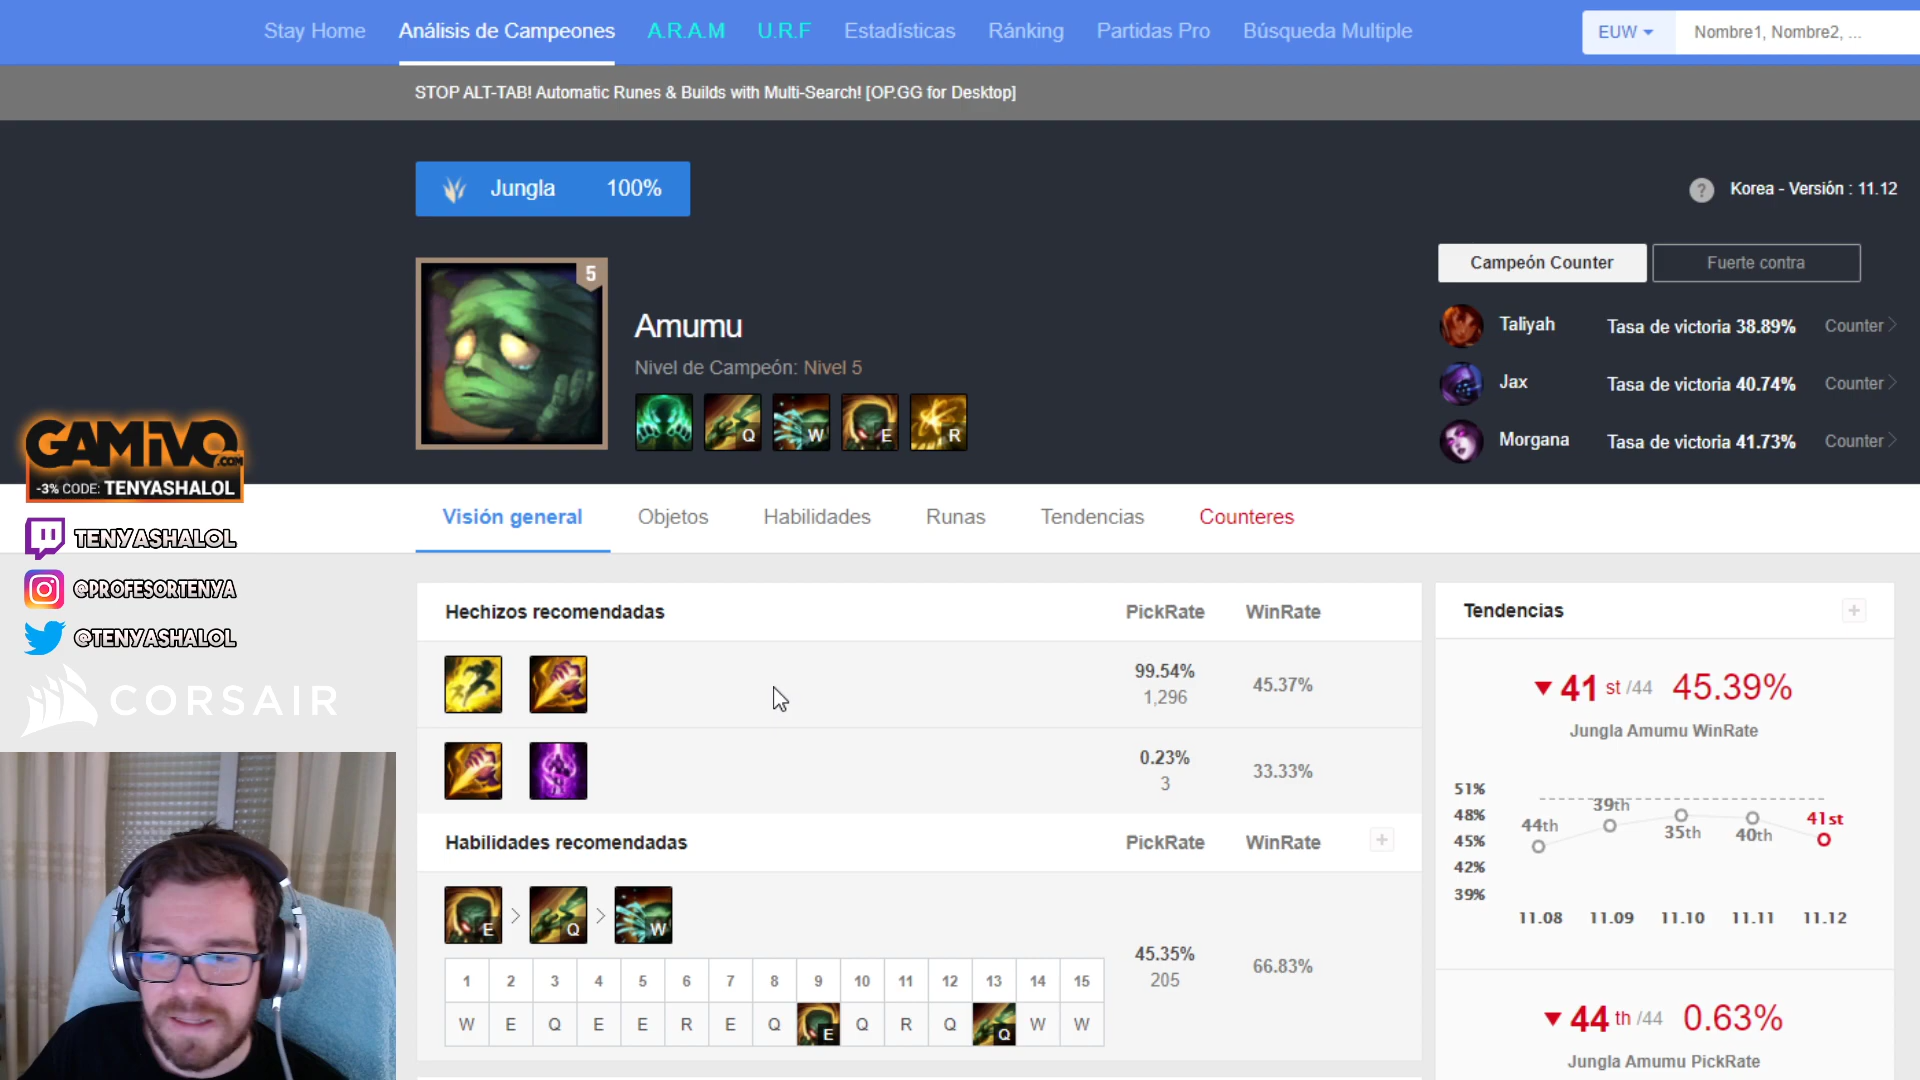 Stay Home Análisis de Campeones A.R.A.M U.R.F Estadísticas Ránking Partidas Pro Búsqueda Multiple EUW Nombre1, Nombre2, ...
STOP ALT-TAB! Automatic Runes & Builds with Multi-Search! [OP.GG for Desktop]
Jungla 100%
? Korea - Versión : 11.12
Campeón Counter Fuerte contra
5
Amumu
Nivel de Campeón: Nivel 5
Q W E R
Taliyah Tasa de victoria 38.89% Counter
Jax Tasa de victoria 40.74% Counter
Morgana Tasa de victoria 41.73% Counter
GAMIVO.COM
-3% CODE: TENYASHALOL
TENYASHALOL
@PROFESORTENYA
@TENYASHALOL
CORSAIR
Visión general Objetos Habilidades Runas Tendencias Counteres
Hechizos recomendadas PickRate WinRate
99.54%
1,296
45.37%
0.23%
3
33.33%
Habilidades recomendadas PickRate WinRate +
E > Q > W
45.35%
205
66.83%
1 2 3 4 5 6 7 8 9 10 11 12 13 14 15
W E Q E E R E Q E Q R Q Q W W
Tendencias +
41 st /44 45.39%
Jungla Amumu WinRate
51%
48%
45%
42%
39%
44th 39th 35th 40th 41st
11.08 11.09 11.10 11.11 11.12
44 th /44 0.63%
Jungla Amumu PickRate